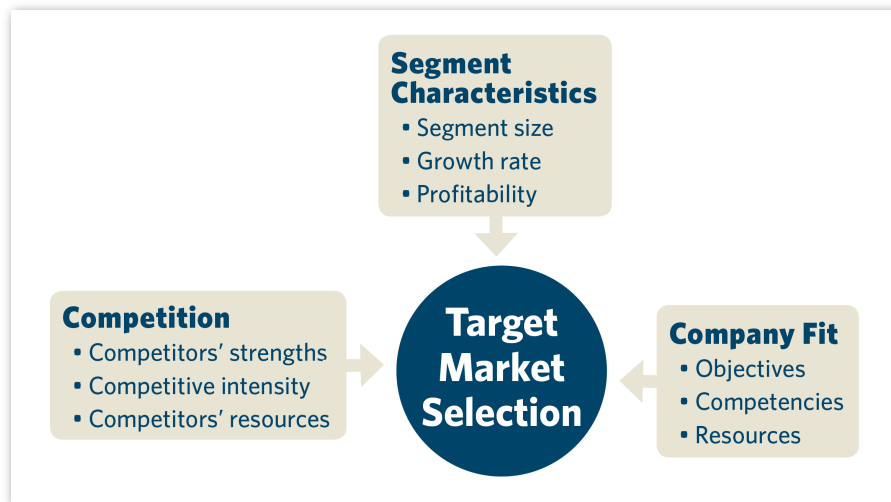 Segment
Characteristics
• Segment size
• Growth rate
• Profitability
Competition
• Competitors’ strengths
• Competitive intensity
• Competitors’ resources
Target
Market
Selection
Company Fit
• Objectives
• Competencies
• Resources